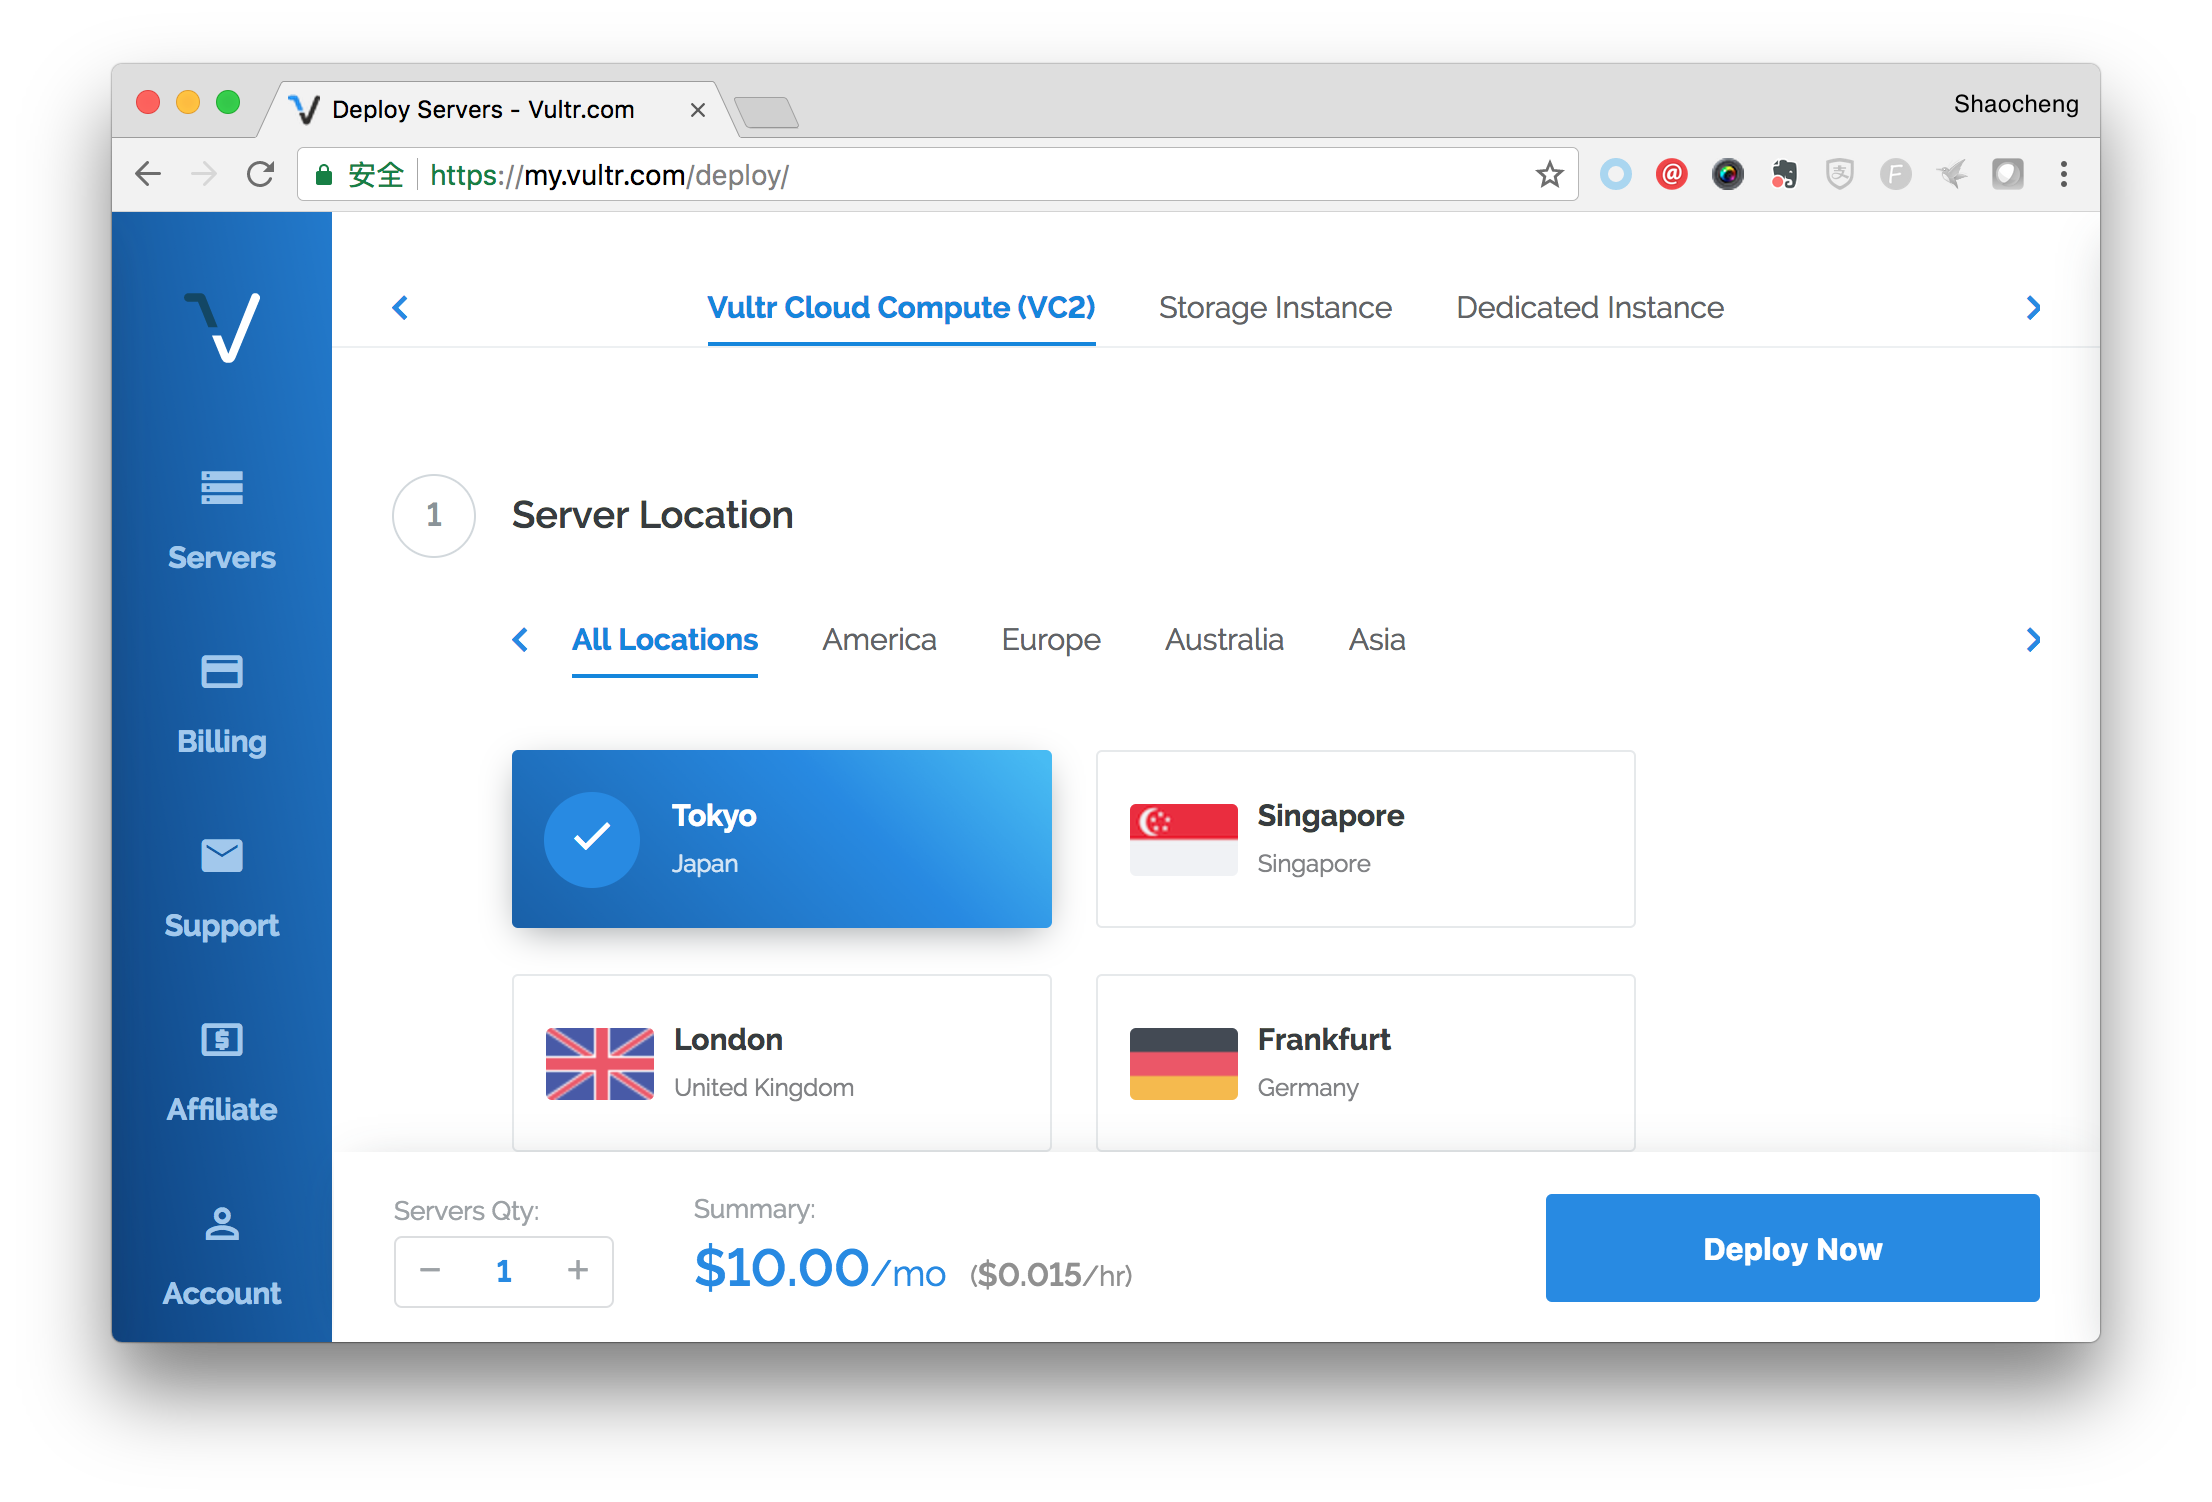 Deploy Servers - Vultr.com
Shaocheng
安全
https://my.vultr.com/deploy/
Vultr Cloud Compute (VC2)
Storage Instance
Dedicated Instance
Servers
Billing
Support
Affiliate
Account
1
Server Location
All Locations
America
Europe
Australia
Asia
Tokyo
Japan
Singapore
Singapore
London
United Kingdom
Frankfurt
Germany
Servers Qty:
− 1 +
Summary:
$10.00/mo ($0.015/hr)
Deploy Now